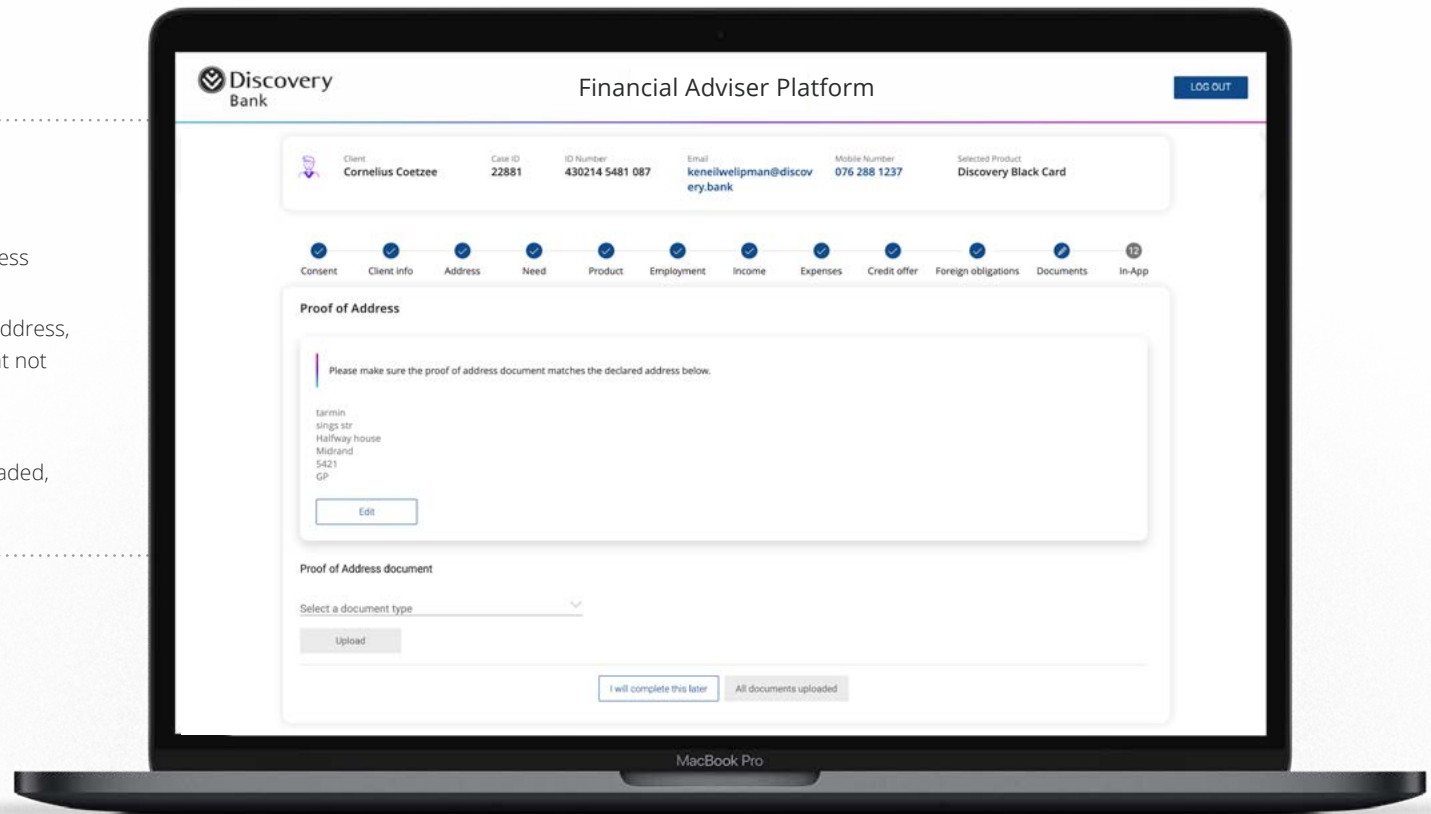 ess
ddress,
t not
aded,
Discovery
Bank
Financial Adviser Platform
LOG OUT
Client
Cornelius Coetzee
Case ID
22881
ID Number
430214 5481 087
Email
keneilwelipman@discov
ery.bank
Mobile Number
076 288 1237
Selected Product
Discovery Black Card
Consent
Client info
Address
Need
Product
Employment
Income
Expenses
Credit offer
Foreign obligations
Documents
12
In-App
Proof of Address
Please make sure the proof of address document matches the declared address below.
tarmin
sings str
Halfway house
Midrand
5421
GP
Edit
Proof of Address document
Select a document type
Upload
I will complete this later
All documents uploaded
MacBook Pro